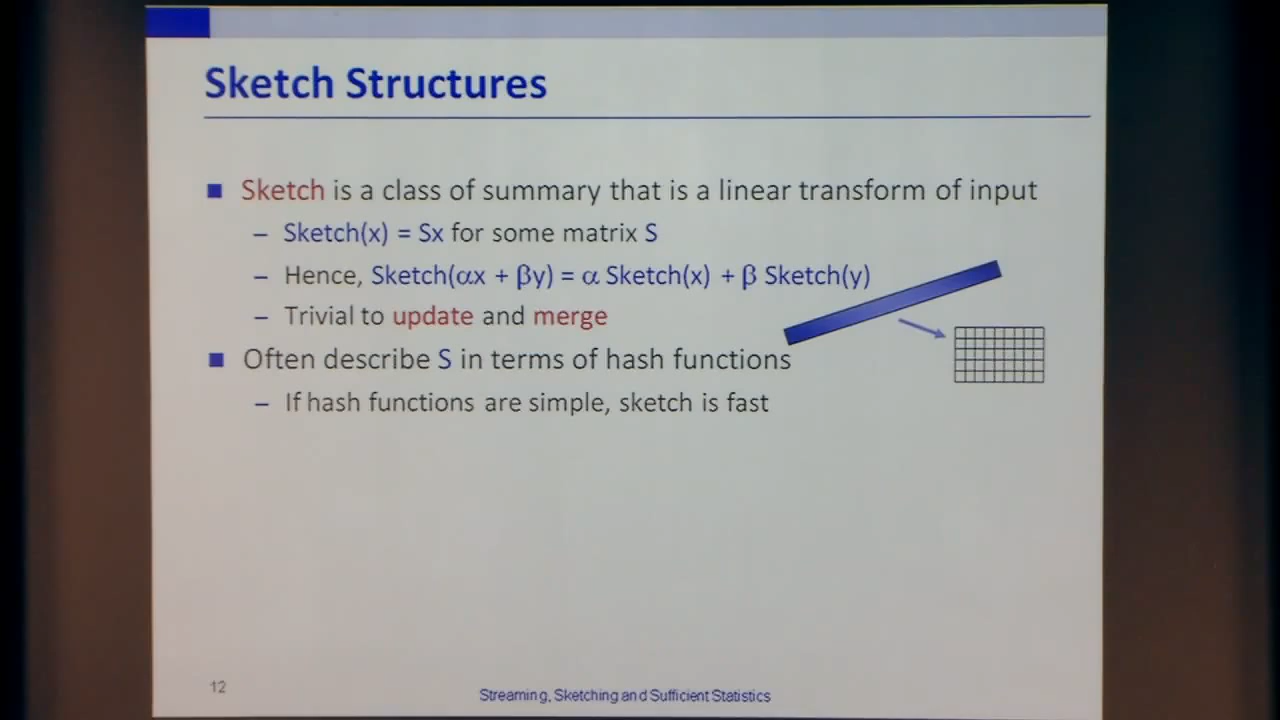 Sketch Structures
■ Sketch is a class of summary that is a linear transform of input
– Sketch(x) = Sx for some matrix S
– Hence, Sketch(αx + βy) = α Sketch(x) + β Sketch(y)
– Trivial to update and merge
■ Often describe S in terms of hash functions
– If hash functions are simple, sketch is fast
12
Streaming, Sketching and Sufficient Statistics